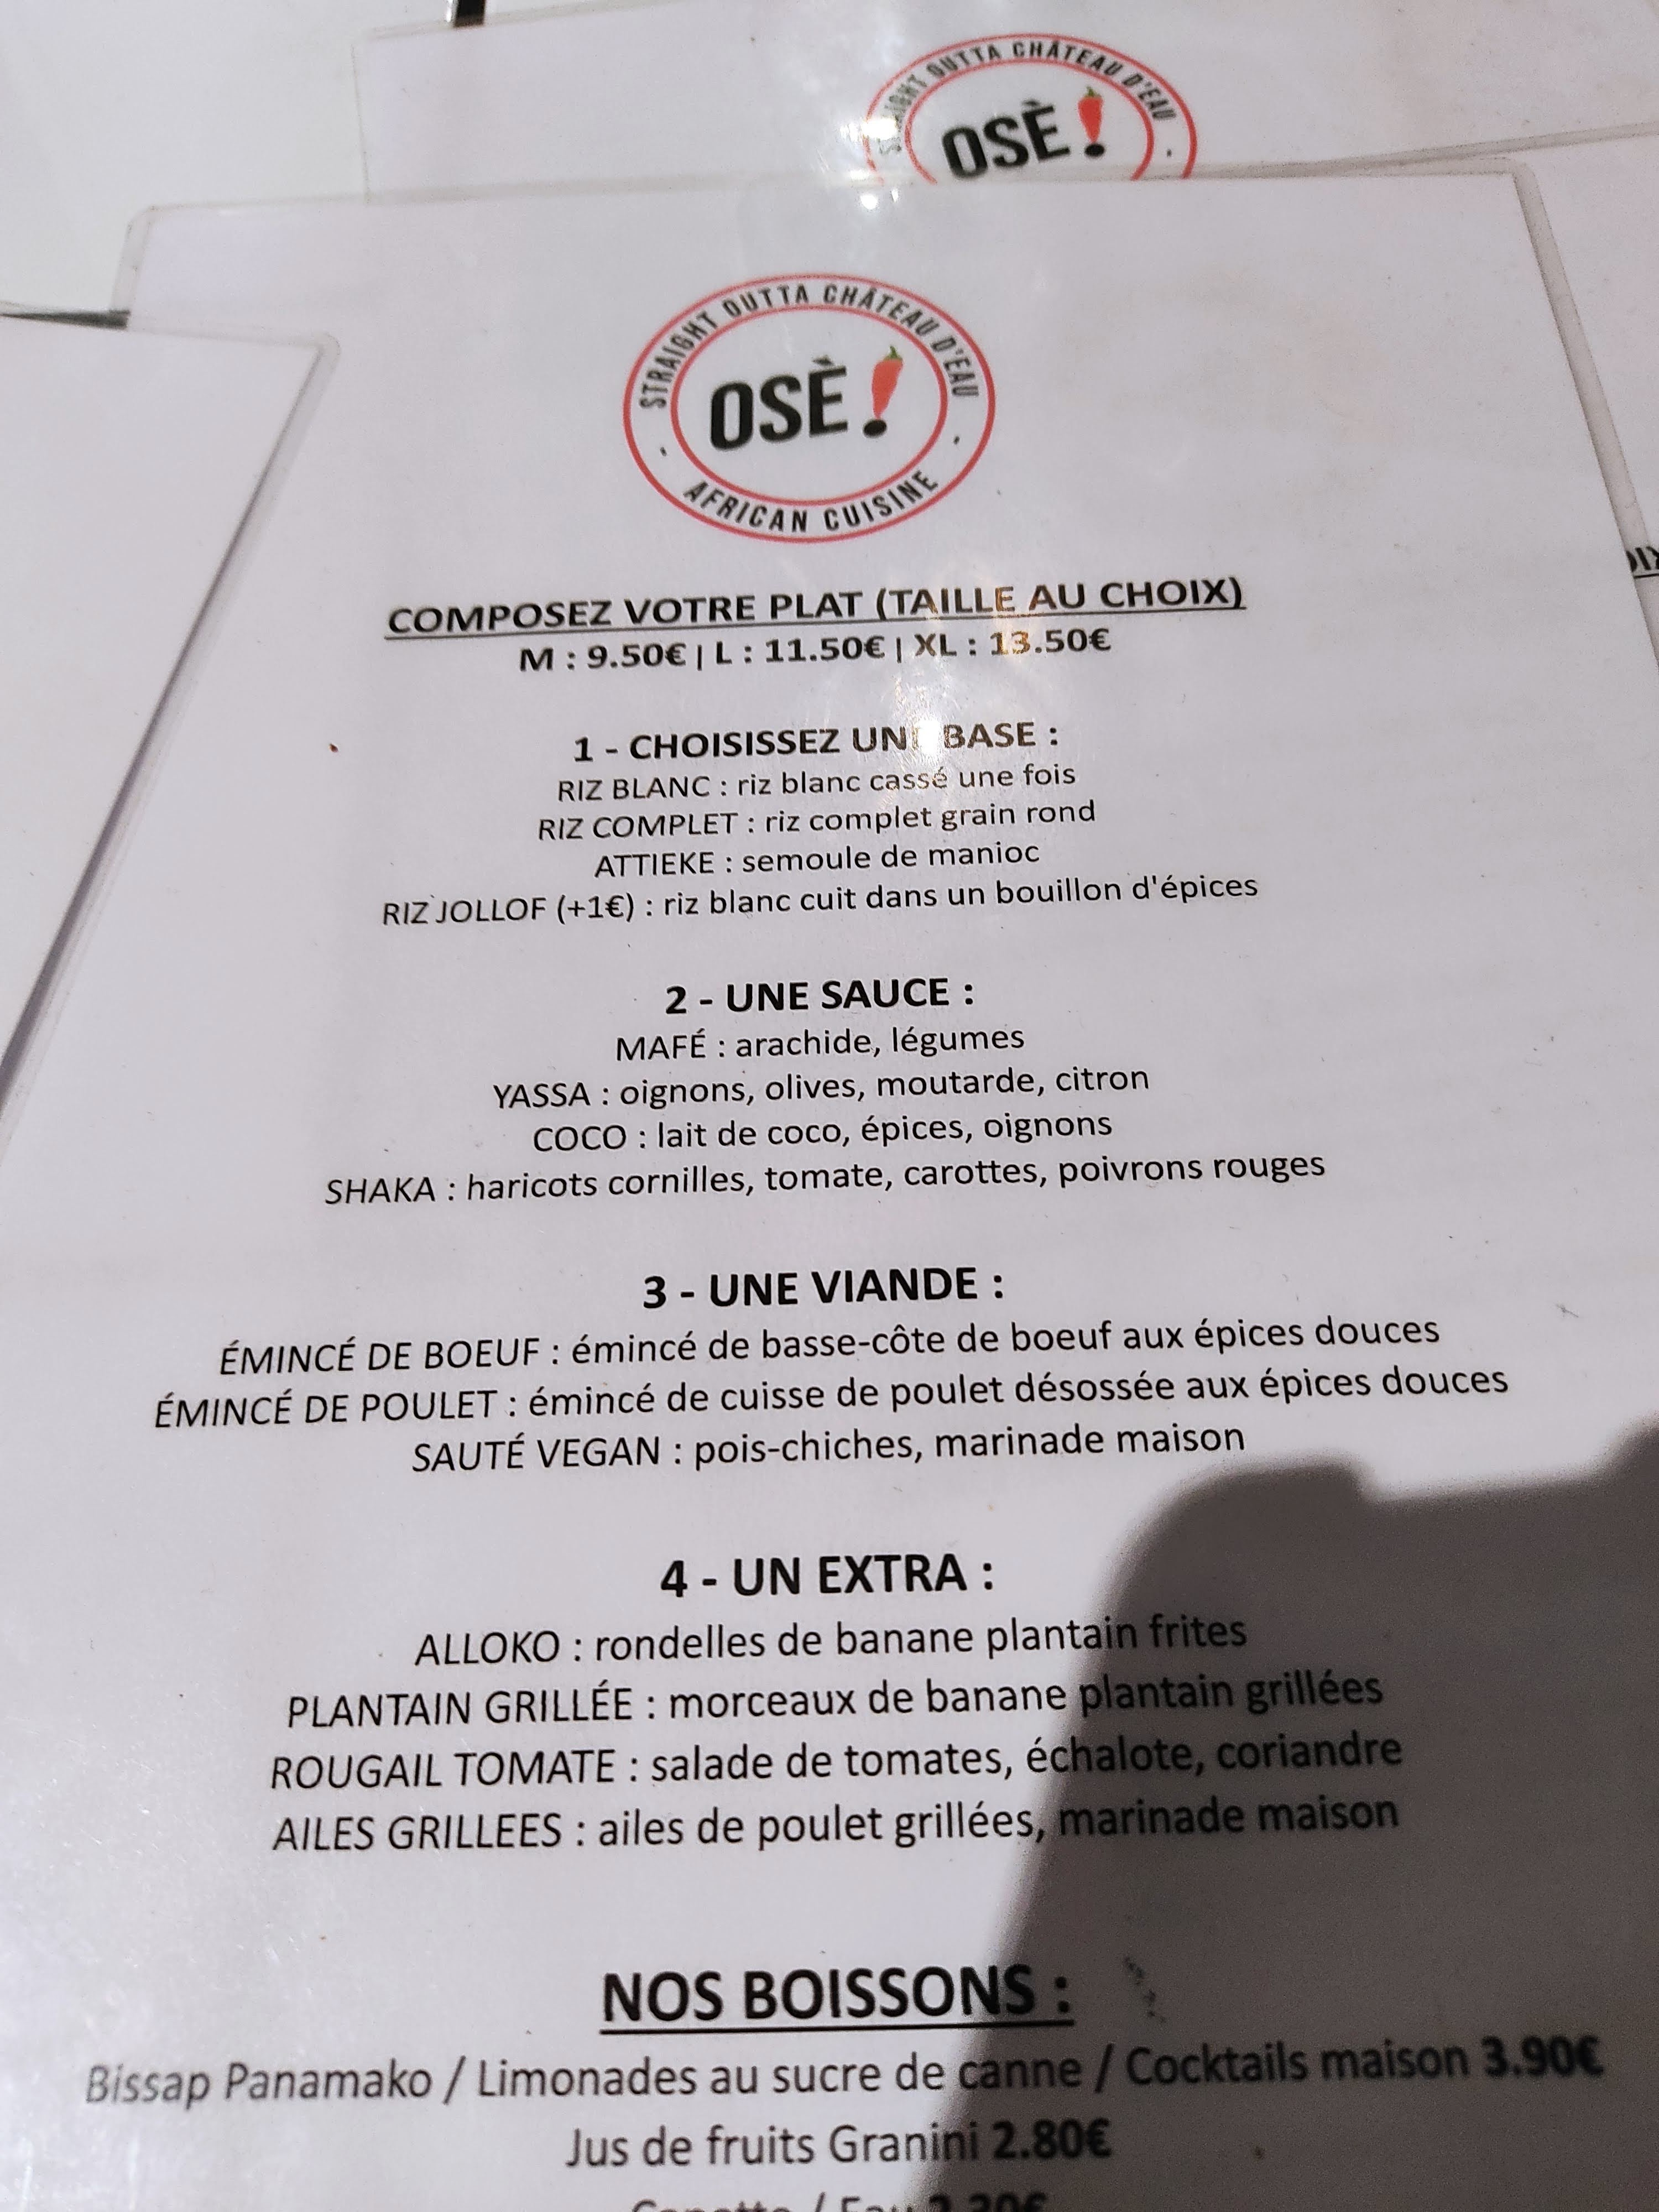 STRAIGHT OUTTA CHÂTEAU D'EAU
OSÈ!
STRAIGHT OUTTA CHÂTEAU D'EAU
OSÈ!
AFRICAN CUISINE
COMPOSEZ VOTRE PLAT (TAILLE AU CHOIX)
M : 9.50€ | L : 11.50€ | XL : 13.50€
1 - CHOISISSEZ UNE BASE :
RIZ BLANC : riz blanc cassé une fois
RIZ COMPLET : riz complet grain rond
ATTIEKE : semoule de manioc
RIZ JOLLOF (+1€) : riz blanc cuit dans un bouillon d'épices
2 - UNE SAUCE :
MAFÉ : arachide, légumes
YASSA : oignons, olives, moutarde, citron
COCO : lait de coco, épices, oignons
SHAKA : haricots cornilles, tomate, carottes, poivrons rouges
3 - UNE VIANDE :
ÉMINCÉ DE BOEUF : émincé de basse-côte de boeuf aux épices douces
ÉMINCÉ DE POULET : émincé de cuisse de poulet désossée aux épices douces
SAUTÉ VEGAN : pois-chiches, marinade maison
4 - UN EXTRA :
ALLOKO : rondelles de banane plantain frites
PLANTAIN GRILLÉE : morceaux de banane plantain grillées
ROUGAIL TOMATE : salade de tomates, échalote, coriandre
AILES GRILLEES : ailes de poulet grillées, marinade maison
NOS BOISSONS :
Bissap Panamako / Limonades au sucre de canne / Cocktails maison 3.90€
Jus de fruits Granini 2.80€